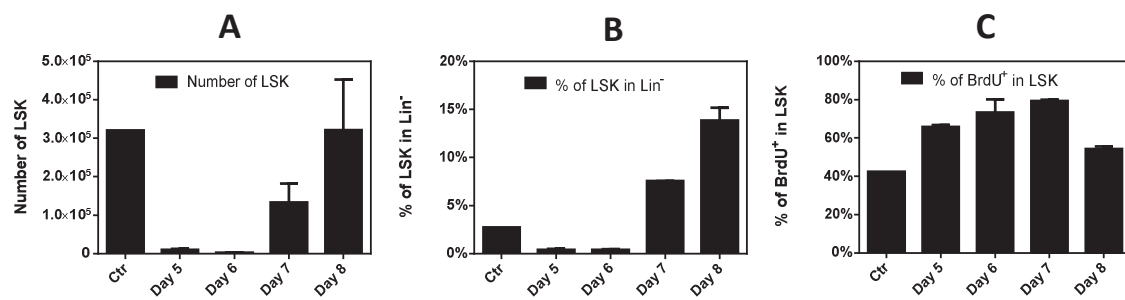 A
Number of LSK
5.0×10⁵
4.0×10⁵
3.0×10⁵
2.0×10⁵
1.0×10⁵
0
Number of LSK
Ctr
Day 5
Day 6
Day 7
Day 8
B
% of LSK in Lin⁻
20%
15%
10%
5%
0%
% of LSK in Lin⁻
Ctr
Day 5
Day 6
Day 7
Day 8
C
% of BrdU⁺ in LSK
100%
80%
60%
40%
20%
0%
% of BrdU⁺ in LSK
Ctr
Day 5
Day 6
Day 7
Day 8